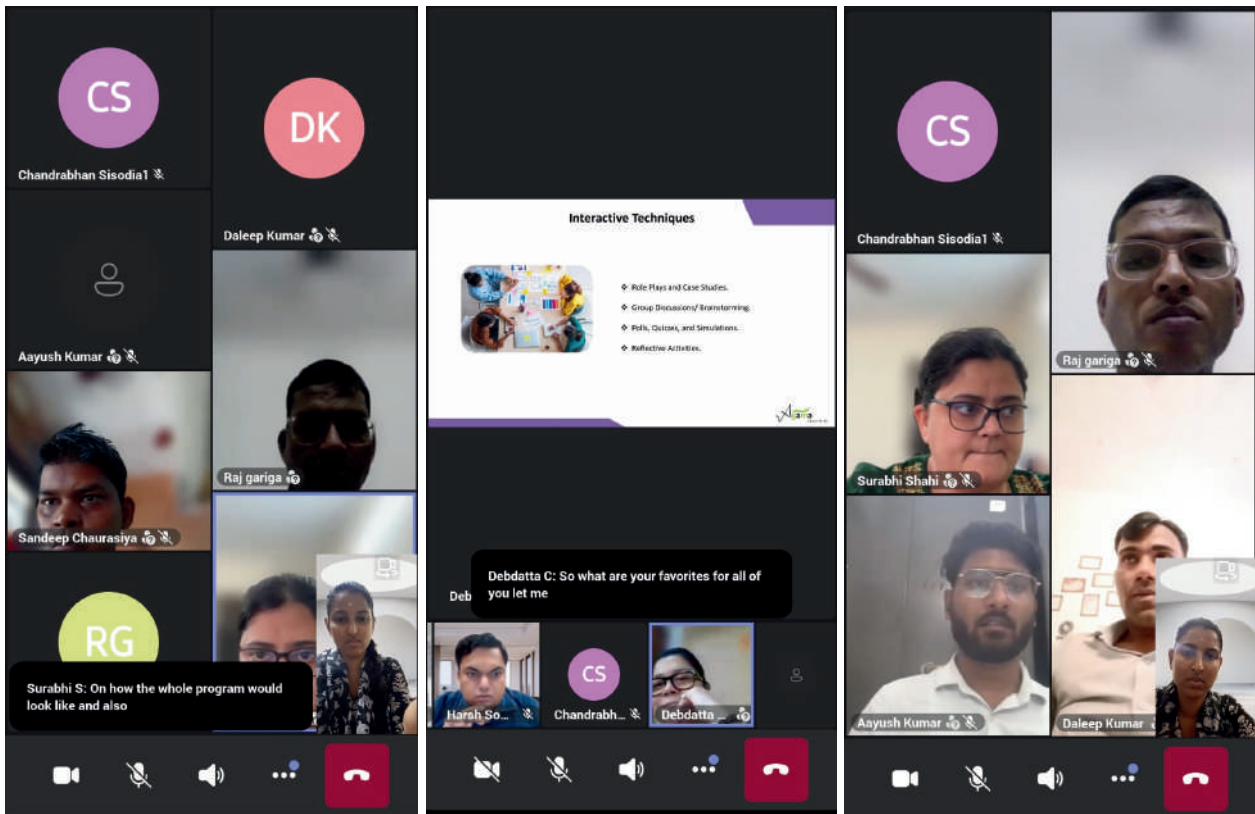 CS
Chandrabhan Sisodia1
DK
Daleep Kumar
Aayush Kumar
Raj gariga
Sandeep Chaurasiya
RG
Surabhi S: On how the whole program would
look like and also
Interactive Techniques
❖ Role Plays and Case Studies.
❖ Group Discussions/ Brainstorming.
❖ Polls, Quizzes, and Simulations.
❖ Reflective Activities.
Deb
Debdatta C: So what are your favorites for all of
you let me
Harsh So...
CS
Chandrabh...
Debdatta ...
CS
Chandrabhan Sisodia1
Raj gariga
Surabhi Shahi
Aayush Kumar
Daleep Kumar